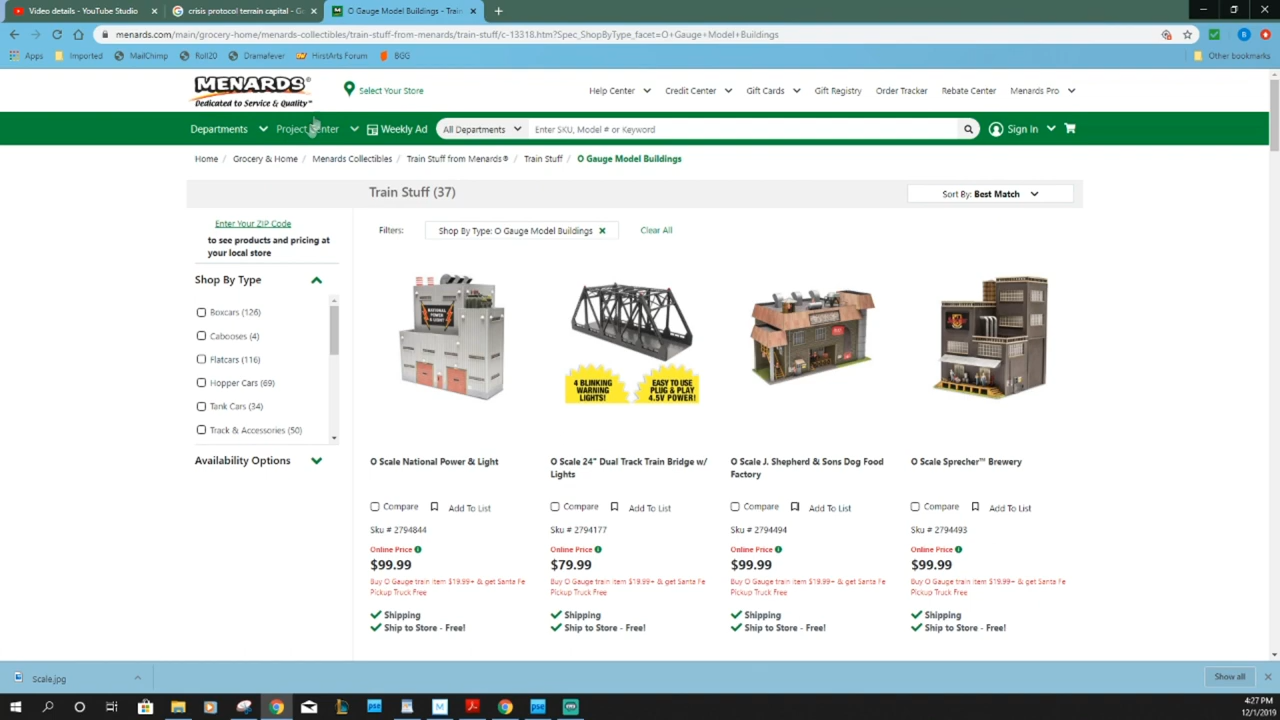 Video details - YouTube Studio
crisis protocol terrain capital - G
O Gauge Model Buildings - Train
menards.com/main/grocery-home/menards-collectibles/train-stuff-from-menards/train-stuff/c-13318.htm?Spec_ShopByType_facet=O+Gauge+Model+Buildings
Apps Imported MailChimp Roll20 Dramafever HirstArts Forum BGG Other bookmarks
MENARDS®
Dedicated to Service & Quality™
Select Your Store
Help Center Credit Center Gift Cards Gift Registry Order Tracker Rebate Center Menards Pro
Departments Project Center Weekly Ad All Departments Enter SKU, Model # or Keyword Sign In
Home / Grocery & Home / Menards Collectibles / Train Stuff from Menards® / Train Stuff / O Gauge Model Buildings
Train Stuff (37)
Sort By: Best Match
Enter Your ZIP Code
to see products and pricing at
your local store
Filters: Shop By Type: O Gauge Model Buildings × Clear All
Shop By Type
Boxcars (126)
Cabooses (4)
Flatcars (116)
Hopper Cars (69)
Tank Cars (34)
Track & Accessories (50)
Availability Options
NATIONAL
POWER
& LIGHT
4 BLINKING
WARNING
LIGHTS!
EASY TO USE
PLUG & PLAY
4.5V POWER!
O Scale National Power & Light
Compare Add To List
Sku # 2794844
Online Price
$99.99
Buy O Gauge train item $19.99+ & get Santa Fe
Pickup Truck Free
Shipping
Ship to Store - Free!
O Scale 24" Dual Track Train Bridge w/
Lights
Compare Add To List
Sku # 2794177
Online Price
$79.99
Buy O Gauge train item $19.99+ & get Santa Fe
Pickup Truck Free
Shipping
Ship to Store - Free!
O Scale J. Shepherd & Sons Dog Food
Factory
Compare Add To List
Sku # 2794494
Online Price
$99.99
Buy O Gauge train item $19.99+ & get Santa Fe
Pickup Truck Free
Shipping
Ship to Store - Free!
O Scale Sprecher™ Brewery
Compare Add To List
Sku # 2794493
Online Price
$99.99
Buy O Gauge train item $19.99+ & get Santa Fe
Pickup Truck Free
Shipping
Ship to Store - Free!
Scale.jpg
Show all
4:27 PM
12/1/2019